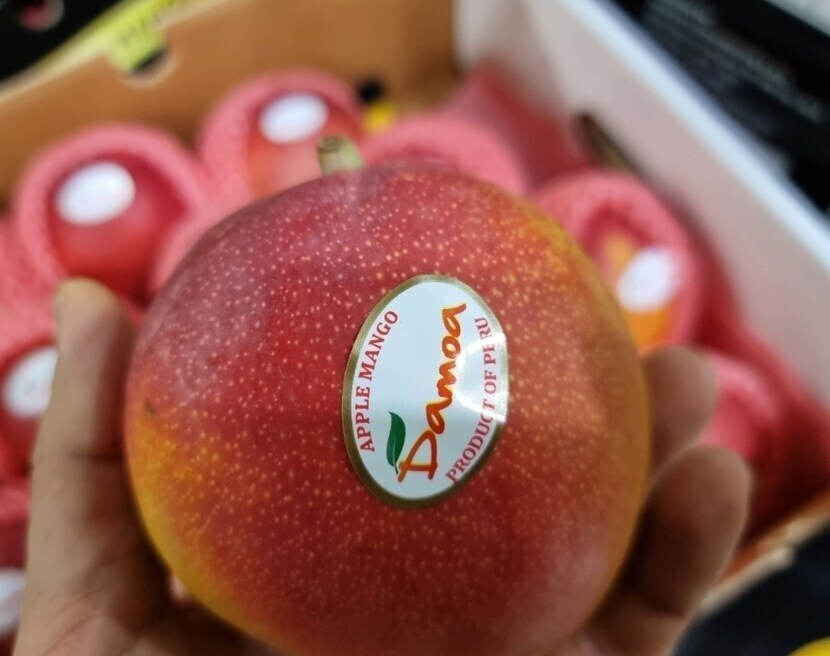 APPLE MANGO
Damoa
PRODUCT OF PERU